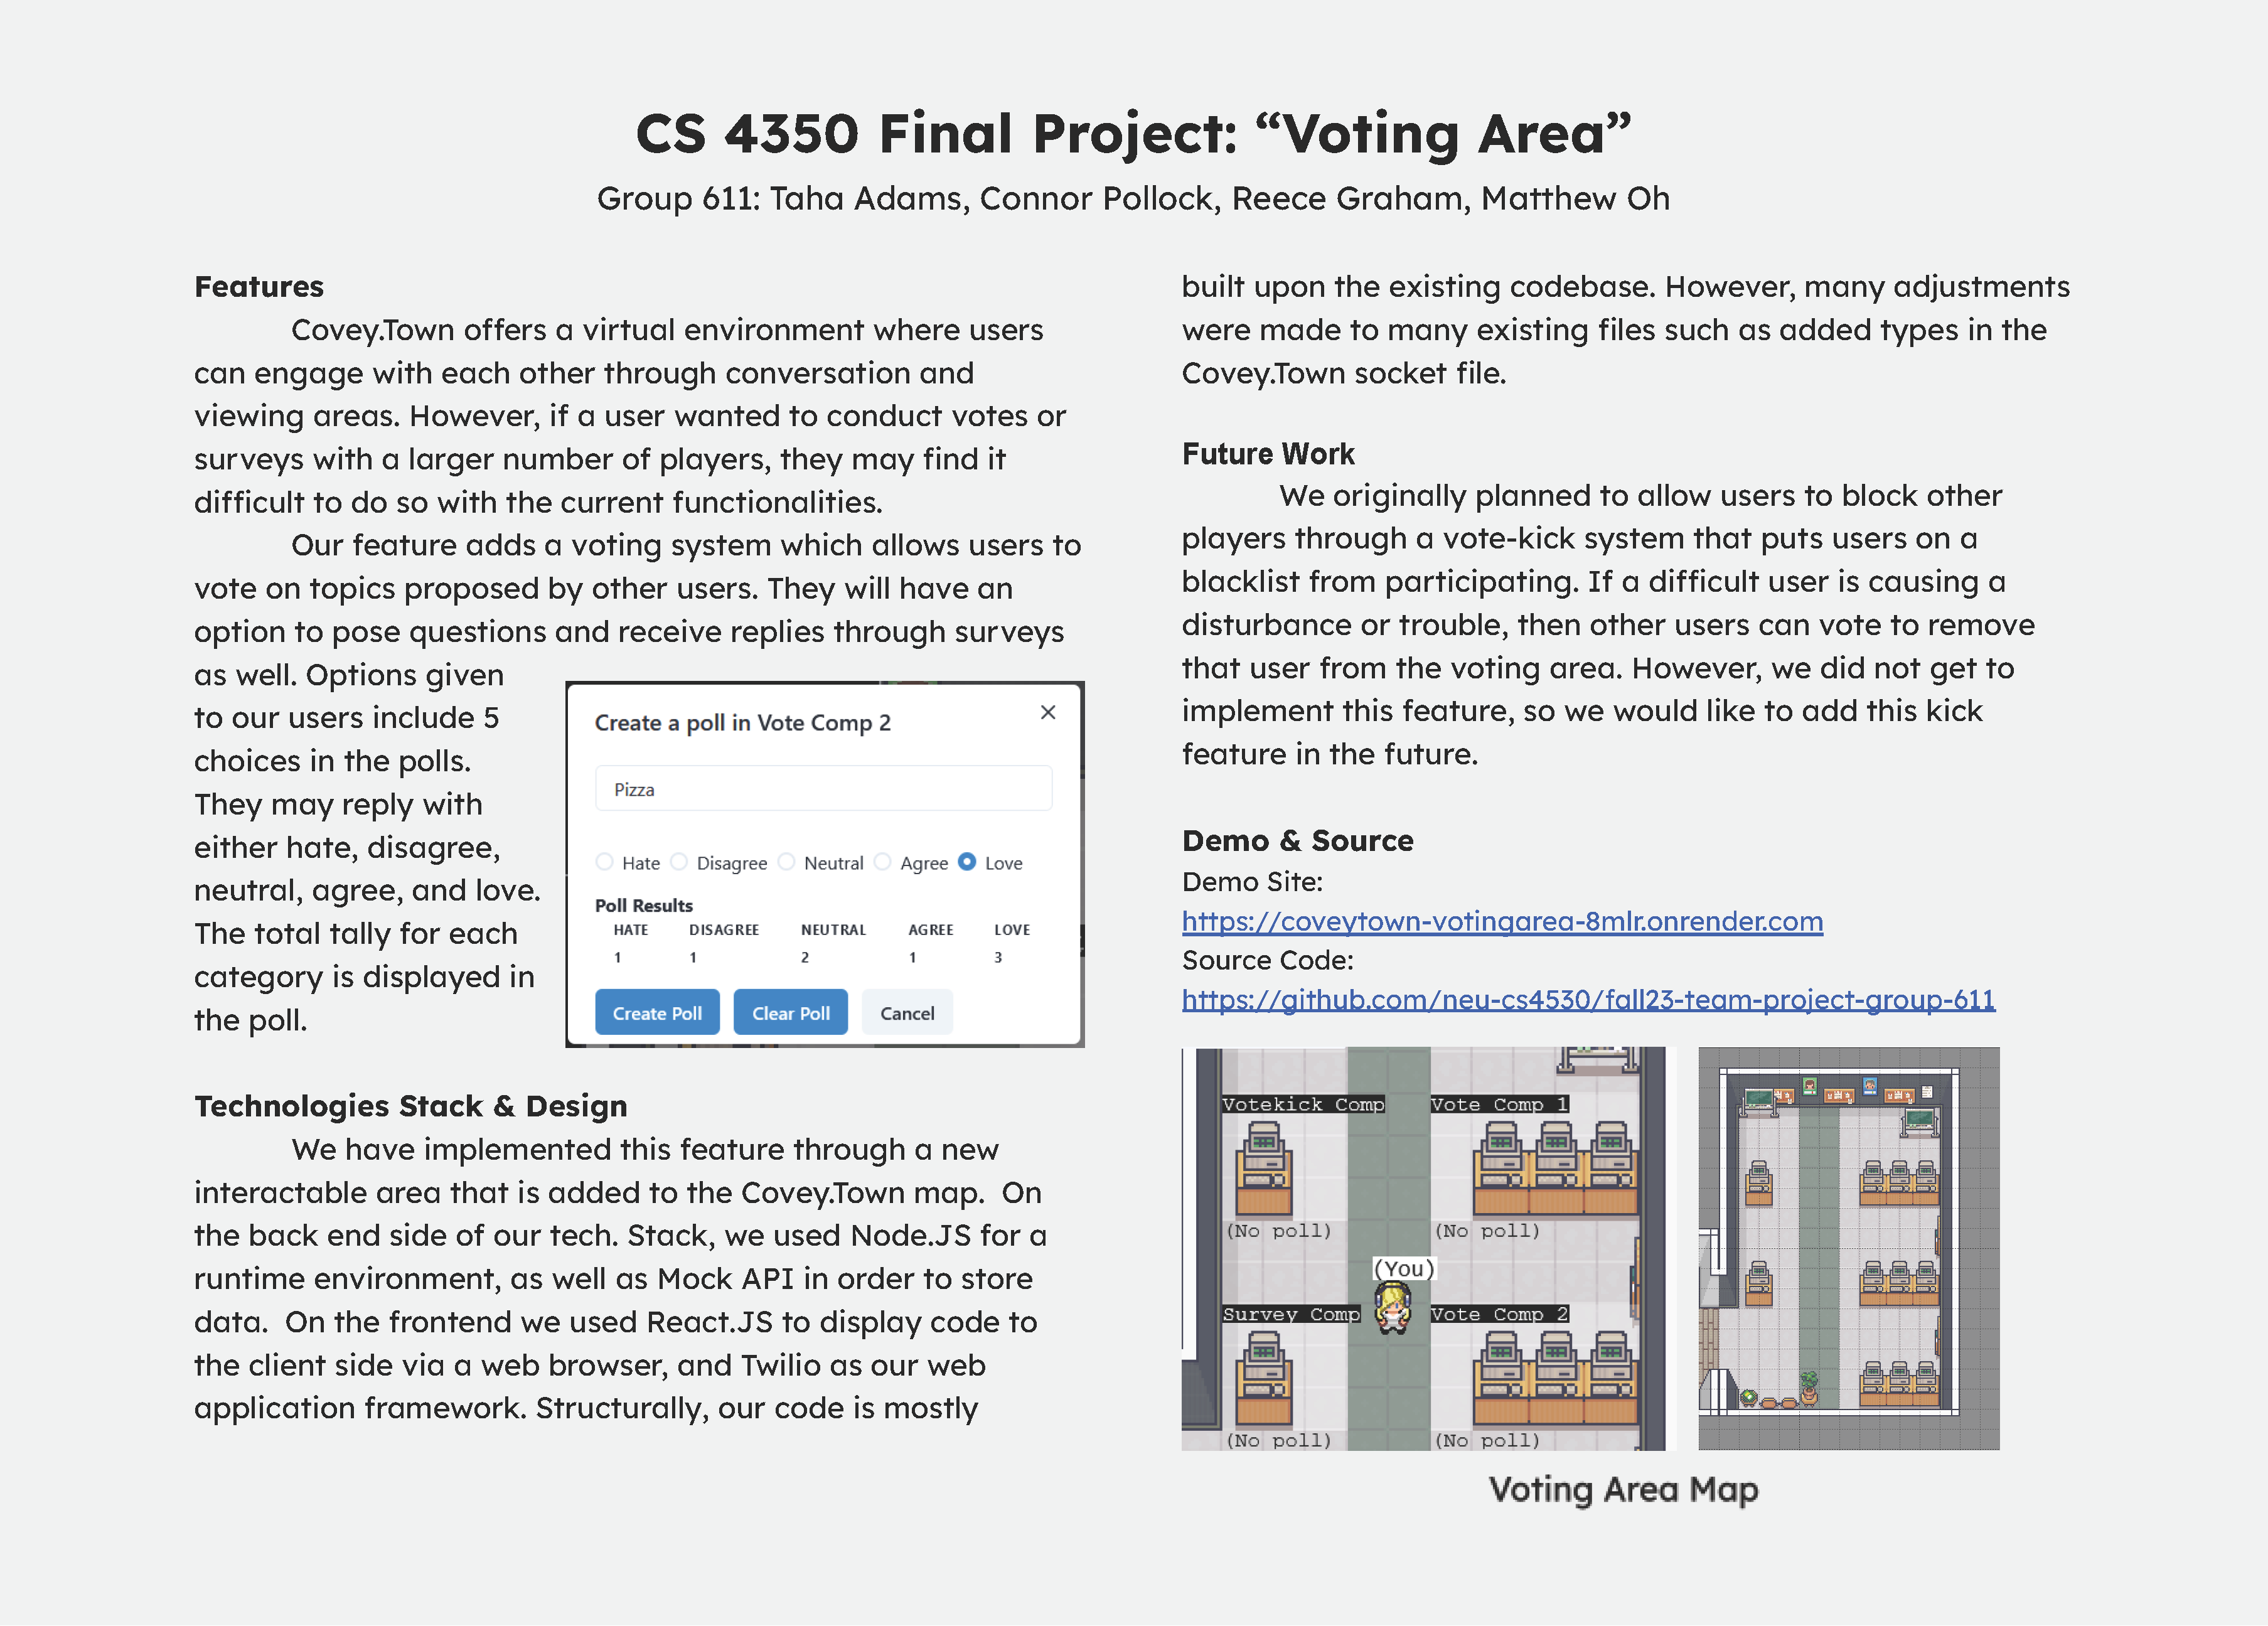 CS 4350 Final Project: “Voting Area”
Group 611: Taha Adams, Connor Pollock, Reece Graham, Matthew Oh
Features
Covey.Town offers a virtual environment where users
can engage with each other through conversation and
viewing areas. However, if a user wanted to conduct votes or
surveys with a larger number of players, they may find it
difficult to do so with the current functionalities.
Our feature adds a voting system which allows users to
vote on topics proposed by other users. They will have an
option to pose questions and receive replies through surveys
as well. Options given
to our users include 5
choices in the polls.
They may reply with
either hate, disagree,
neutral, agree, and love.
The total tally for each
category is displayed in
the poll.
Create a poll in Vote Comp 2
Pizza
Hate Disagree Neutral Agree Love
Poll Results
HATE DISAGREE NEUTRAL AGREE LOVE
1 1 2 1 3
Create Poll Clear Poll Cancel
Technologies Stack & Design
We have implemented this feature through a new
interactable area that is added to the Covey.Town map.  On
the back end side of our tech. Stack, we used Node.JS for a
runtime environment, as well as Mock API in order to store
data.  On the frontend we used React.JS to display code to
the client side via a web browser, and Twilio as our web
application framework. Structurally, our code is mostly
built upon the existing codebase. However, many adjustments
were made to many existing files such as added types in the
Covey.Town socket file.
Future Work
We originally planned to allow users to block other
players through a vote-kick system that puts users on a
blacklist from participating. If a difficult user is causing a
disturbance or trouble, then other users can vote to remove
that user from the voting area. However, we did not get to
implement this feature, so we would like to add this kick
feature in the future.
Demo & Source
Demo Site:
https://coveytown-votingarea-8mlr.onrender.com
Source Code:
https://github.com/neu-cs4530/fall23-team-project-group-611
Votekick Comp Vote Comp 1
(No poll) (No poll)
(You)
Survey Comp Vote Comp 2
(No poll) (No poll)
Voting Area Map